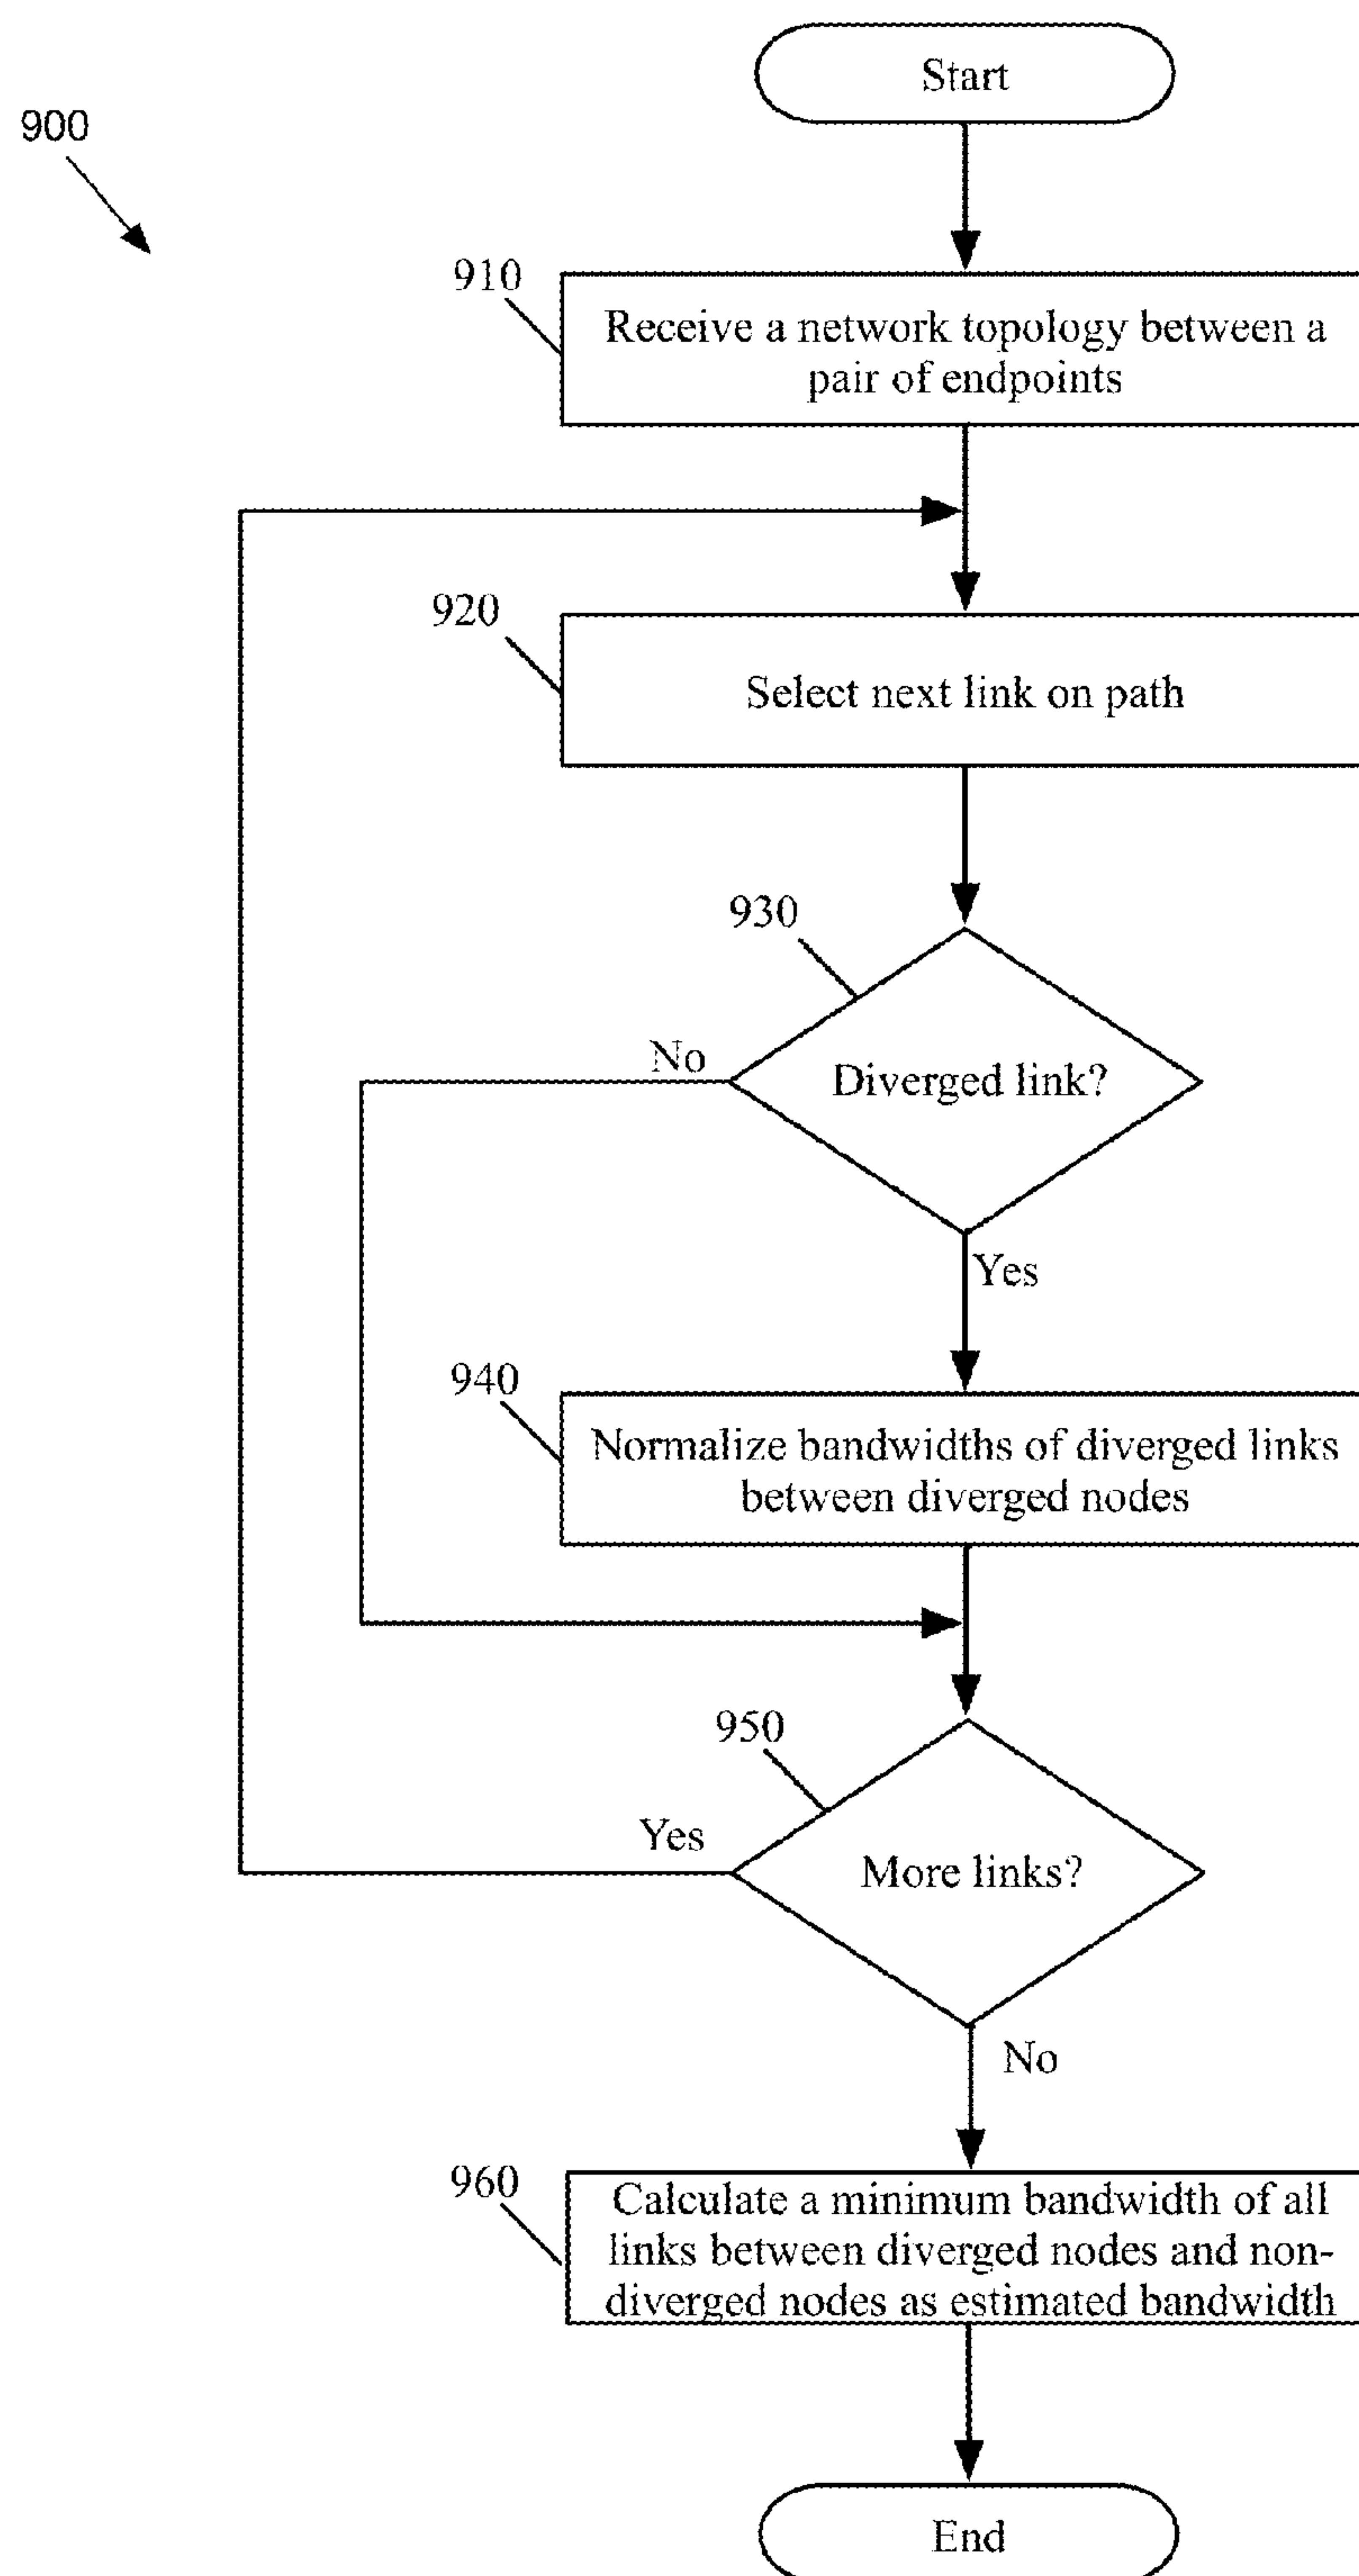 Start
900
910
Receive a network topology between a
pair of endpoints
920
Select next link on path
930
No
Diverged link?
Yes
940
Normalize bandwidths of diverged links
between diverged nodes
950
Yes
More links?
No
960
Calculate a minimum bandwidth of all
links between diverged nodes and non-
diverged nodes as estimated bandwidth
End